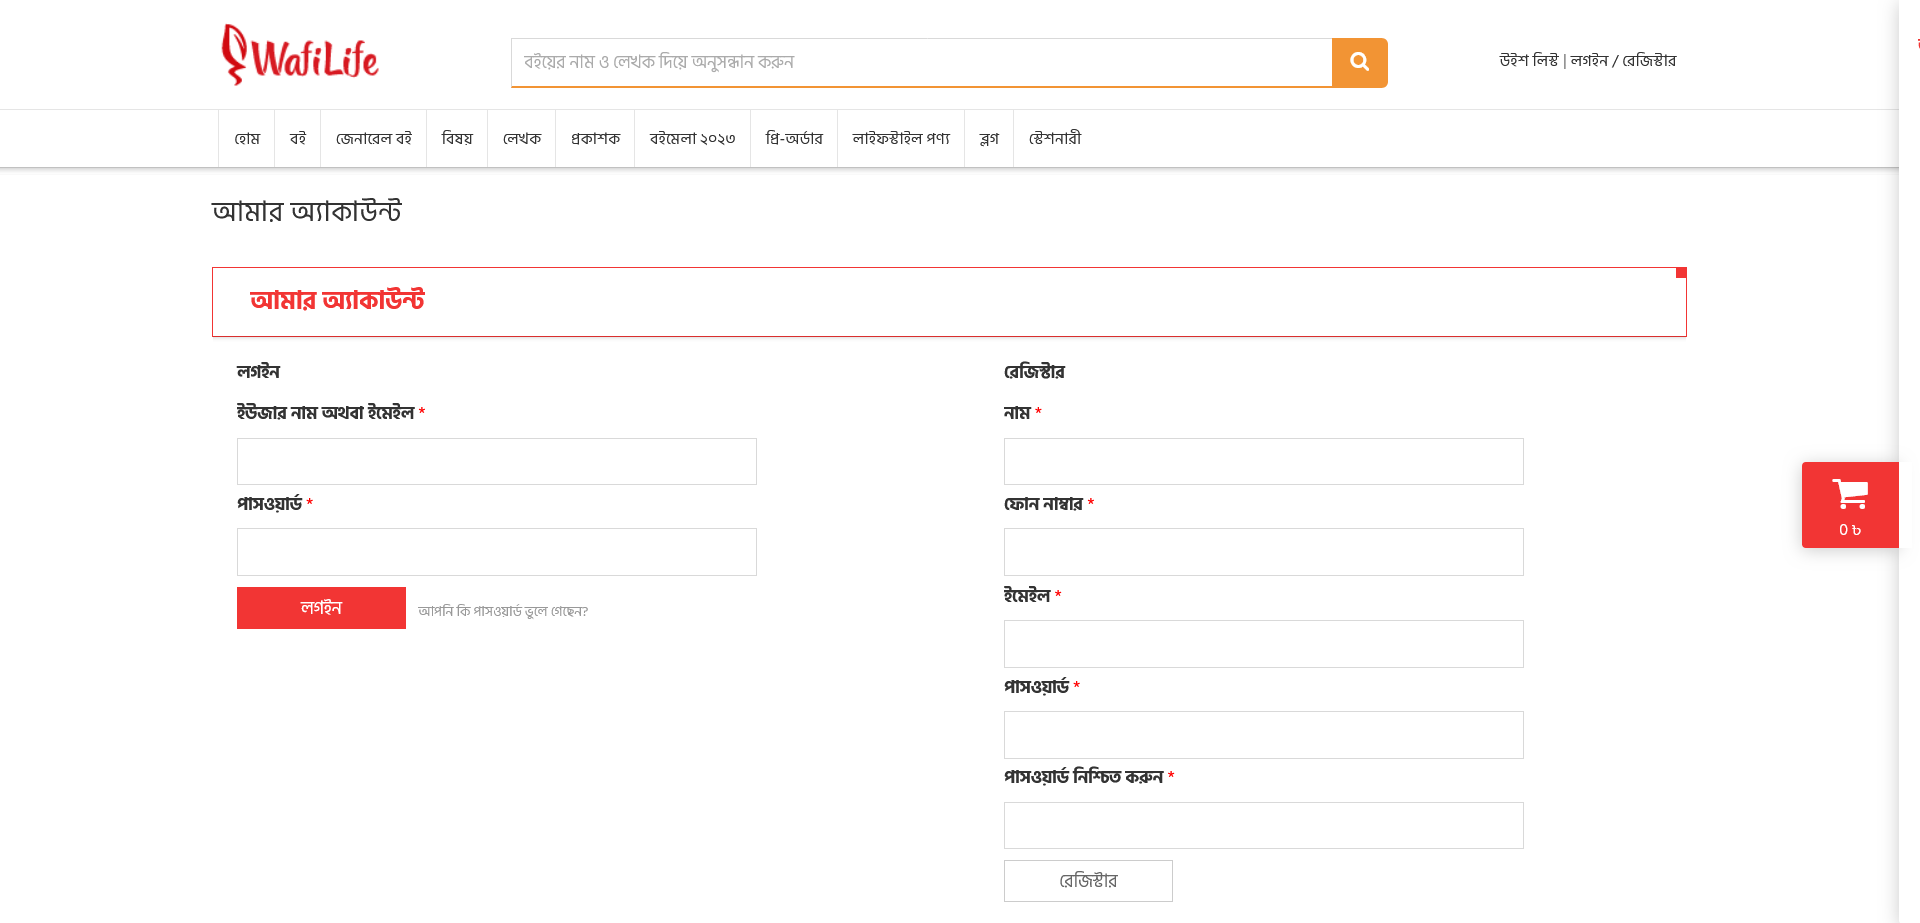 WafiLife
বইয়ের নাম ও লেখক দিয়ে অনুসন্ধান করুন
উইশ লিস্ট | লগইন / রেজিস্টার
হোম বই জেনারেল বই বিষয় লেখক প্রকাশক বইমেলা ২০২৩ প্রি-অর্ডার লাইফস্টাইল পণ্য ব্লগ স্টেশনারী
আমার অ্যাকাউন্ট
আমার অ্যাকাউন্ট
লগইন
ইউজার নাম অথবা ইমেইল *
পাসওয়ার্ড *
লগইন আপনি কি পাসওয়ার্ড ভুলে গেছেন?
রেজিস্টার
নাম *
ফোন নাম্বার *
ইমেইল *
পাসওয়ার্ড *
পাসওয়ার্ড নিশ্চিত করুন *
রেজিস্টার
0 ৳